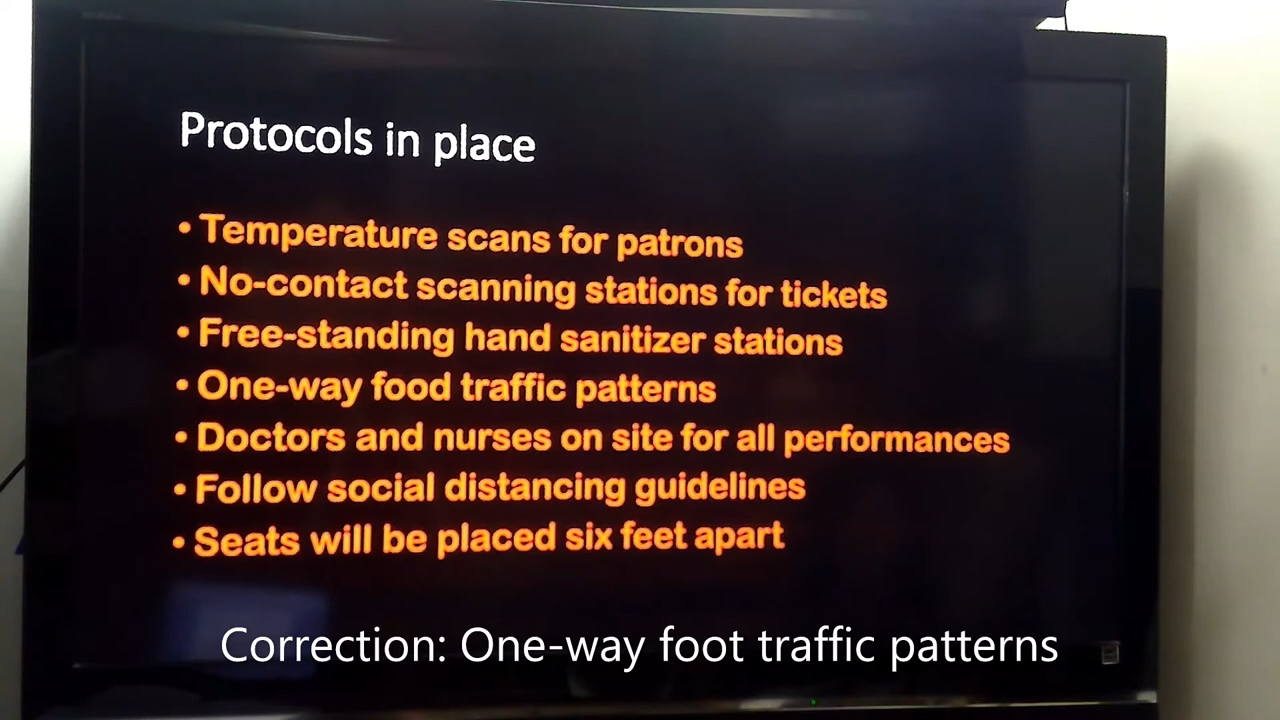 Protocols in place
• Temperature scans for patrons
• No-contact scanning stations for tickets
• Free-standing hand sanitizer stations
• One-way food traffic patterns
• Doctors and nurses on site for all performances
• Follow social distancing guidelines
• Seats will be placed six feet apart
Correction: One-way foot traffic patterns